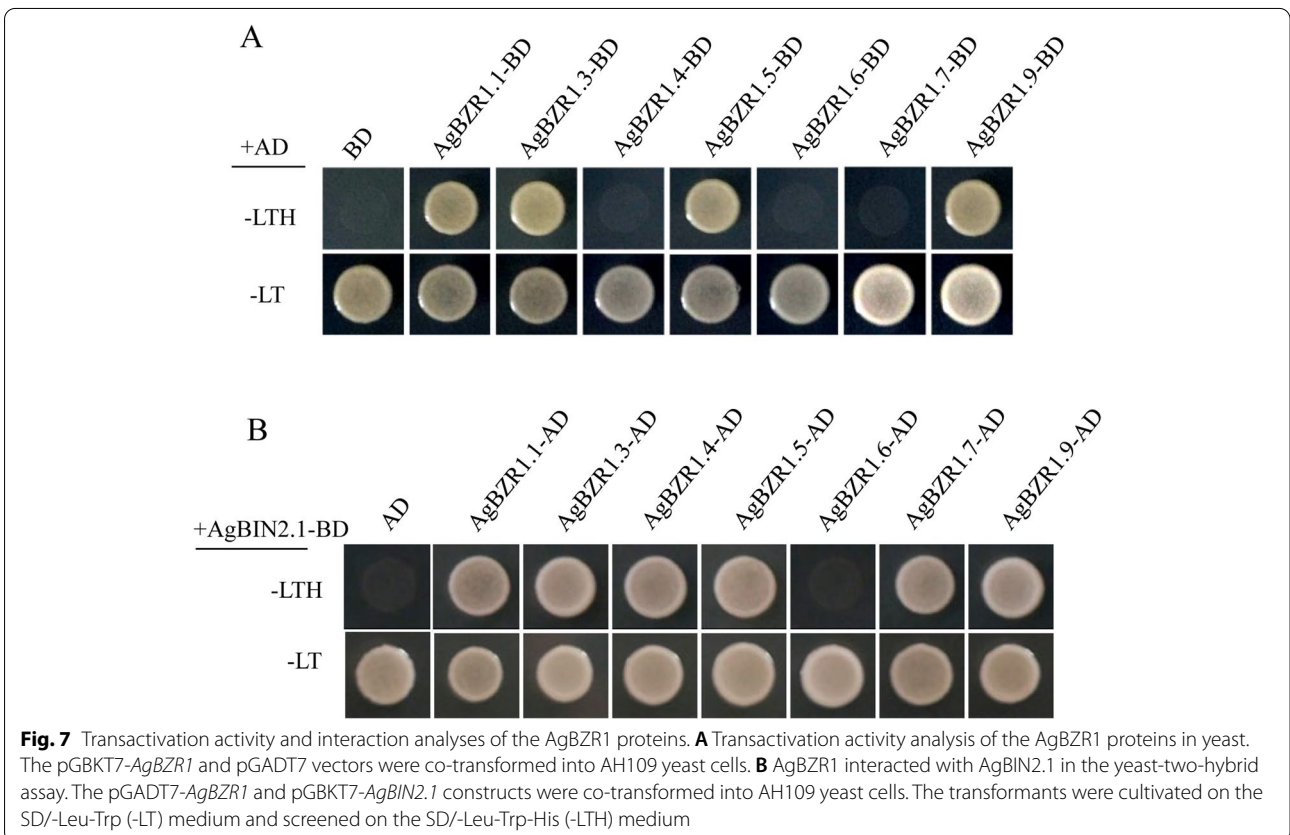 A
+AD
BD
AgBZR1.1-BD
AgBZR1.3-BD
AgBZR1.4-BD
AgBZR1.5-BD
AgBZR1.6-BD
AgBZR1.7-BD
AgBZR1.9-BD
-LTH
-LT
B
+AgBIN2.1-BD
AD
AgBZR1.1-AD
AgBZR1.3-AD
AgBZR1.4-AD
AgBZR1.5-AD
AgBZR1.6-AD
AgBZR1.7-AD
AgBZR1.9-AD
-LTH
-LT
Fig. 7 Transactivation activity and interaction analyses of the AgBZR1 proteins. A Transactivation activity analysis of the AgBZR1 proteins in yeast.
The pGBKT7-AgBZR1 and pGADT7 vectors were co-transformed into AH109 yeast cells. B AgBZR1 interacted with AgBIN2.1 in the yeast-two-hybrid
assay. The pGADT7-AgBZR1 and pGBKT7-AgBIN2.1 constructs were co-transformed into AH109 yeast cells. The transformants were cultivated on the
SD/-Leu-Trp (-LT) medium and screened on the SD/-Leu-Trp-His (-LTH) medium